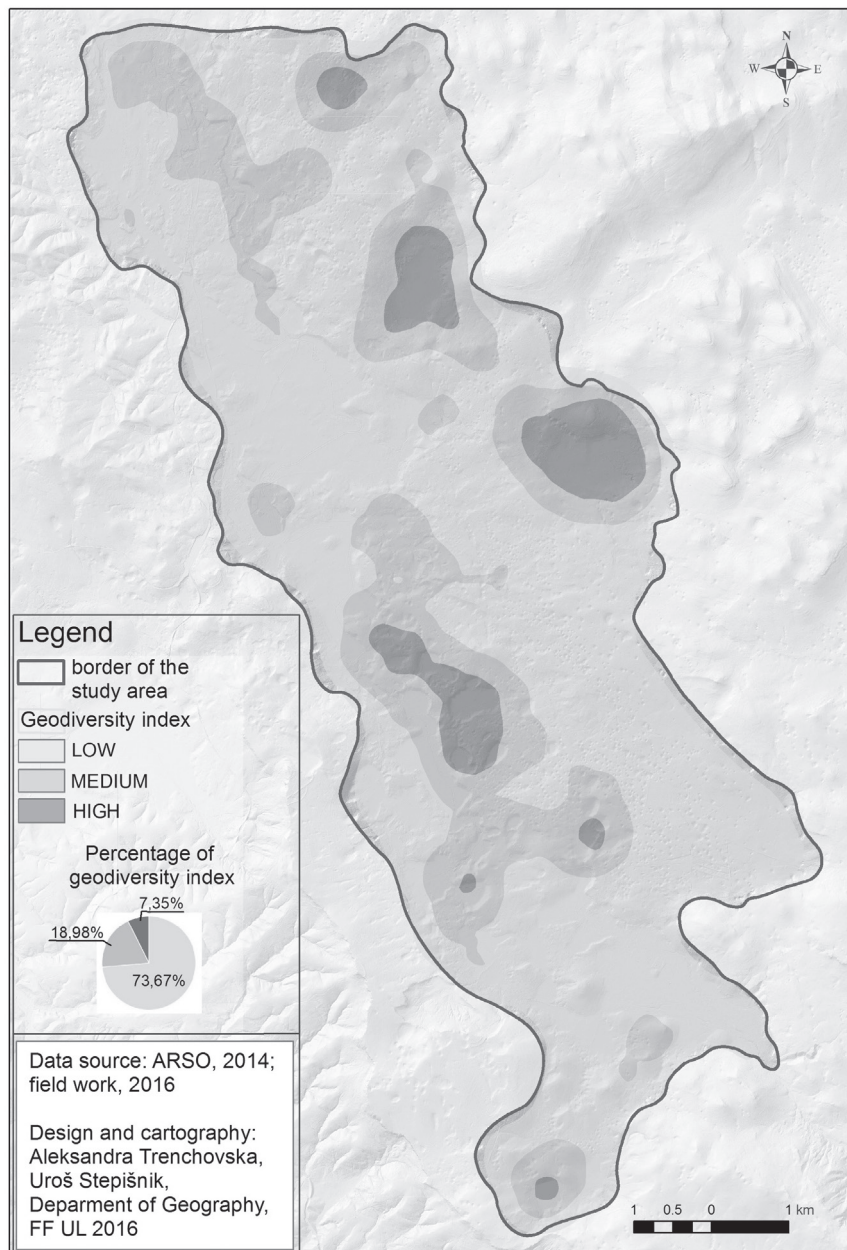 N
W E
S
Legend
border of the
study area
Geodiversity index
LOW
MEDIUM
HIGH
Percentage of
geodiversity index
7,35%
18,98%
73,67%
Data source: ARSO, 2014;
field work, 2016
Design and cartography:
Aleksandra Trenchovska,
Uroš Stepišnik,
Deparment of Geography,
FF UL 2016
1 0.5 0 1 km